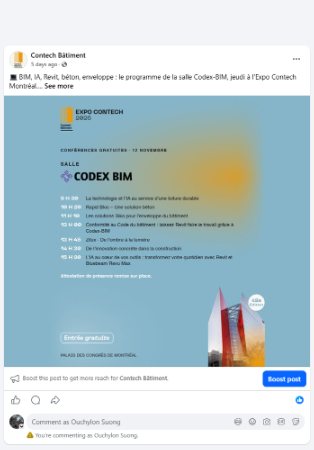 Contech Bâtiment
5 days ago
BIM, IA, Revit, béton, enveloppe : le programme de la salle Codex-BIM, jeudi à l'Expo Contech
Montréal... See more
EXPO CONTECH
2025
CONFÉRENCES GRATUITES - 13 NOVEMBRE
SALLE
CODEX BIM
9 H 30 La technologie et l'IA au service d'une toiture durable
Rapid Bloc - Une solution béton
Les solutions Sika pour l'enveloppe du bâtiment
12 H 00 Conformité au Code du bâtiment : laissez Revit faire le travail grâce à
Codex-BIM
12 H 45 De l'ombre à la lumière
14 H 30 De l'innovation concrète dans la construction
15 H 30 L'IA au cœur de vos outils : transformez votre quotidien avec Revit et
Bluebeam Revu Max
Attestation de présence remise sur place.
Entrée gratuite
PALAIS DES CONGRÈS DE MONTRÉAL
Boost this post to get more reach for Contech Bâtiment.
Boost post
Comment as Ouchylon Suong
You're commenting as Ouchylon Suong.